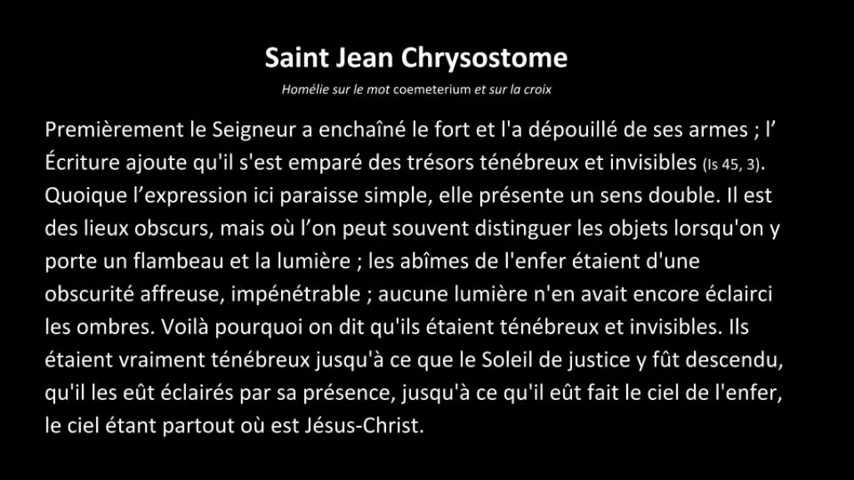 Saint Jean Chrysostome
Homélie sur le mot coemeterium et sur la croix
Premièrement le Seigneur a enchaîné le fort et l'a dépouillé de ses armes ; l’
Écriture ajoute qu'il s'est emparé des trésors ténébreux et invisibles (Is 45, 3).
Quoique l’expression ici paraisse simple, elle présente un sens double. Il est
des lieux obscurs, mais où l’on peut souvent distinguer les objets lorsqu'on y
porte un flambeau et la lumière ; les abîmes de l'enfer étaient d'une
obscurité affreuse, impénétrable ; aucune lumière n'en avait encore éclairci
les ombres. Voilà pourquoi on dit qu'ils étaient ténébreux et invisibles. Ils
étaient vraiment ténébreux jusqu'à ce que le Soleil de justice y fût descendu,
qu'il les eût éclairés par sa présence, jusqu'à ce qu'il eût fait le ciel de l'enfer,
le ciel étant partout où est Jésus-Christ.